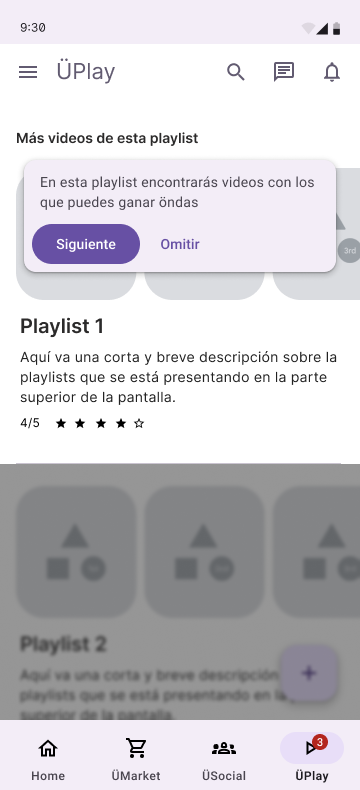 9:30
ÜPlay
Más videos de esta playlist
En esta playlist encontrarás videos con los
que puedes ganar öndas
Siguiente Omitir
3rd
Playlist 1
Aquí va una corta y breve descripción sobre la
playlists que se está presentando en la parte
superior de la pantalla.
4/5
Playlist 2
Aquí va una corta y breve descripción
playlists que se está presentando en la
superior de la pantalla.
3
Home ÜMarket ÜSocial ÜPlay